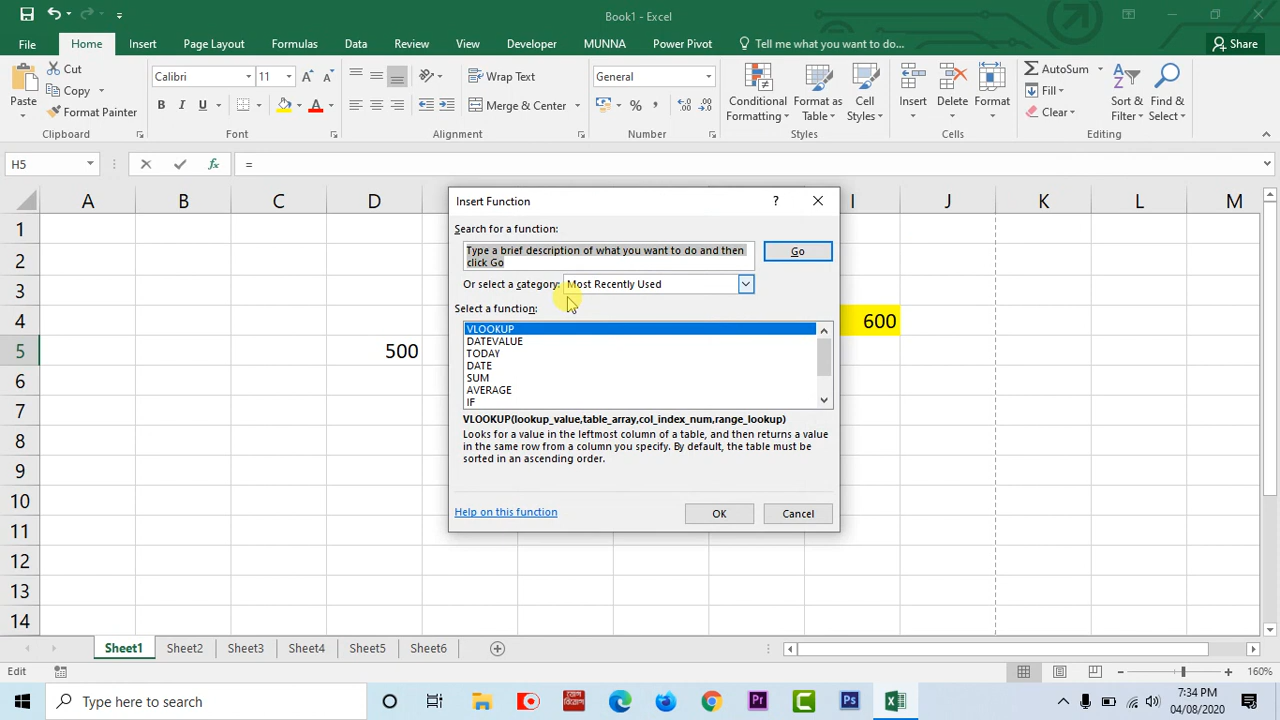 Book1 - Excel
File Home Insert Page Layout Formulas Data Review View Developer MUNNA Power Pivot Tell me what you want to do... Share
Paste
Cut
Copy
Format Painter
Clipboard
Calibri 11
B I U
Font
Wrap Text
Merge & Center
Alignment
General
%
Number
Conditional Formatting
Format as Table
Cell Styles
Styles
Insert
Delete
Format
Cells
AutoSum
Fill
Clear
Sort & Filter
Find & Select
Editing
H5 fx =
A B C D I J K L M
1
2
3
4 600
5 500
6
7
8
9
10
11
12
13
14
Insert Function
? 
Search for a function:
Type a brief description of what you want to do and then
click Go
Go
Or select a category: Most Recently Used
Select a function:
VLOOKUP
DATEVALUE
TODAY
DATE
SUM
AVERAGE
IF
VLOOKUP(lookup_value,table_array,col_index_num,range_lookup)
Looks for a value in the leftmost column of a table, and then returns a value
in the same row from a column you specify. By default, the table must be
sorted in an ascending order.
Help on this function
OK
Cancel
Sheet1 Sheet2 Sheet3 Sheet4 Sheet5 Sheet6
Edit
160%
Type here to search
Pr
Ps
7:34 PM
04/08/2020